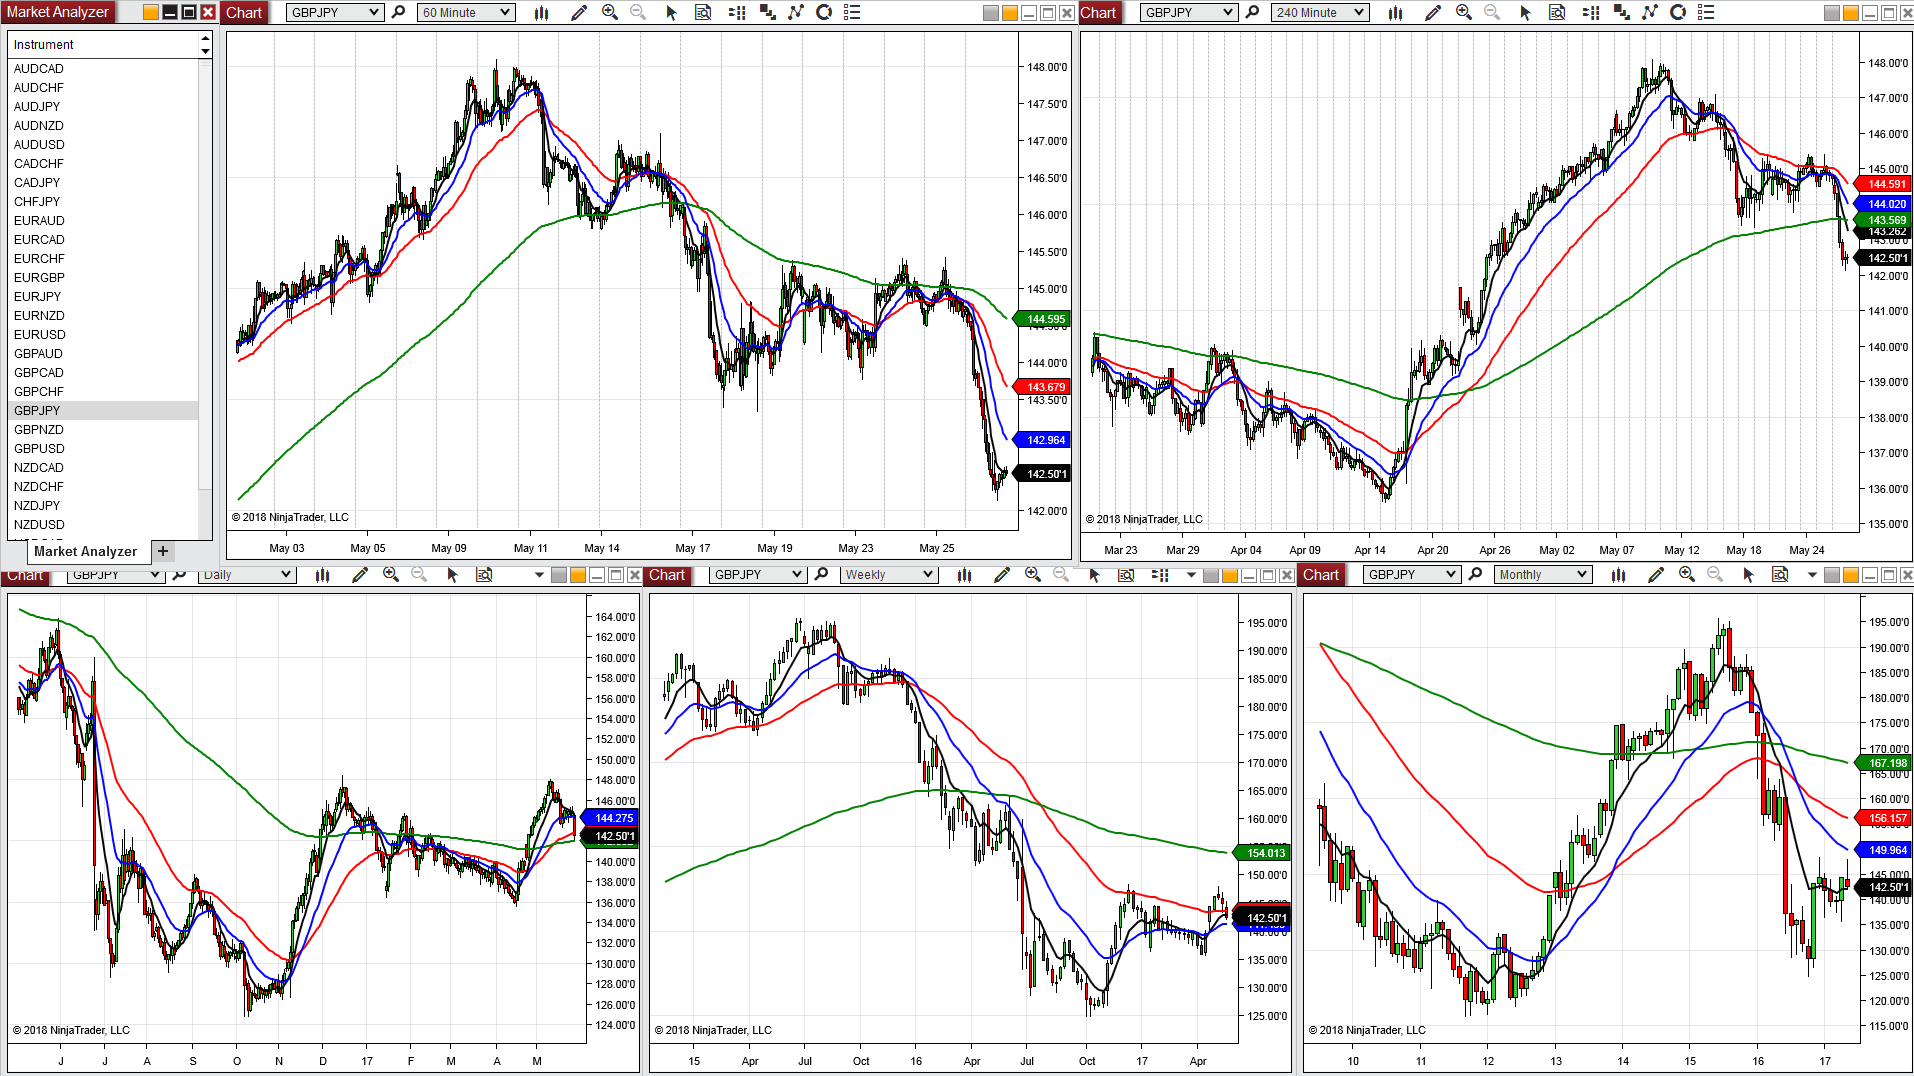 Market Analyzer
Instrument
AUDCAD
AUDCHF
AUDJPY
AUDNZD
AUDUSD
CADCHF
CADJPY
CHFJPY
EURAUD
EURCAD
EURCHF
EURGBP
EURJPY
EURNZD
EURUSD
GBPAUD
GBPCAD
GBPCHF
GBPJPY
GBPNZD
GBPUSD
NZDCAD
NZDCHF
NZDJPY
NZDUSD
Market Analyzer +
Chart GBPJPY 60 Minute
148.00'0
147.50'0
147.00'0
146.50'0
146.00'0
145.50'0
145.00'0
144.595
144.00'0
143.679
143.50'0
142.964
142.50'1
142.00'0
© 2018 NinjaTrader, LLC
May 03 May 05 May 09 May 11 May 14 May 17 May 19 May 23 May 25
Chart GBPJPY 240 Minute
148.00'0
147.00'0
146.00'0
145.00'0
144.591
144.020
143.569
143.262
143.00'0
142.50'1
142.00'0
141.00'0
140.00'0
139.00'0
138.00'0
137.00'0
136.00'0
135.00'0
© 2018 NinjaTrader, LLC
Mar 23 Mar 29 Apr 04 Apr 09 Apr 14 Apr 20 Apr 26 May 02 May 07 May 12 May 18 May 24
Chart GBPJPY Daily
164.00'0
162.00'0
160.00'0
158.00'0
156.00'0
154.00'0
152.00'0
150.00'0
148.00'0
146.00'0
144.275
142.50'1
140.00'0
138.00'0
136.00'0
134.00'0
132.00'0
130.00'0
128.00'0
126.00'0
124.00'0
© 2018 NinjaTrader, LLC
J J A S O N D 17 F M A M
Chart GBPJPY Weekly
195.00'0
190.00'0
185.00'0
180.00'0
175.00'0
170.00'0
165.00'0
160.00'0
154.013
150.00'0
142.50'1
140.00'0
135.00'0
130.00'0
125.00'0
© 2018 NinjaTrader, LLC
15 Apr Jul Oct 16 Apr Jul Oct 17 Apr
Chart GBPJPY Monthly
195.00'0
190.00'0
185.00'0
180.00'0
175.00'0
170.00'0
167.198
165.00'0
160.00'0
156.157
149.964
145.00'0
142.50'1
140.00'0
135.00'0
130.00'0
125.00'0
120.00'0
115.00'0
© 2018 NinjaTrader, LLC
10 11 12 13 14 15 16 17